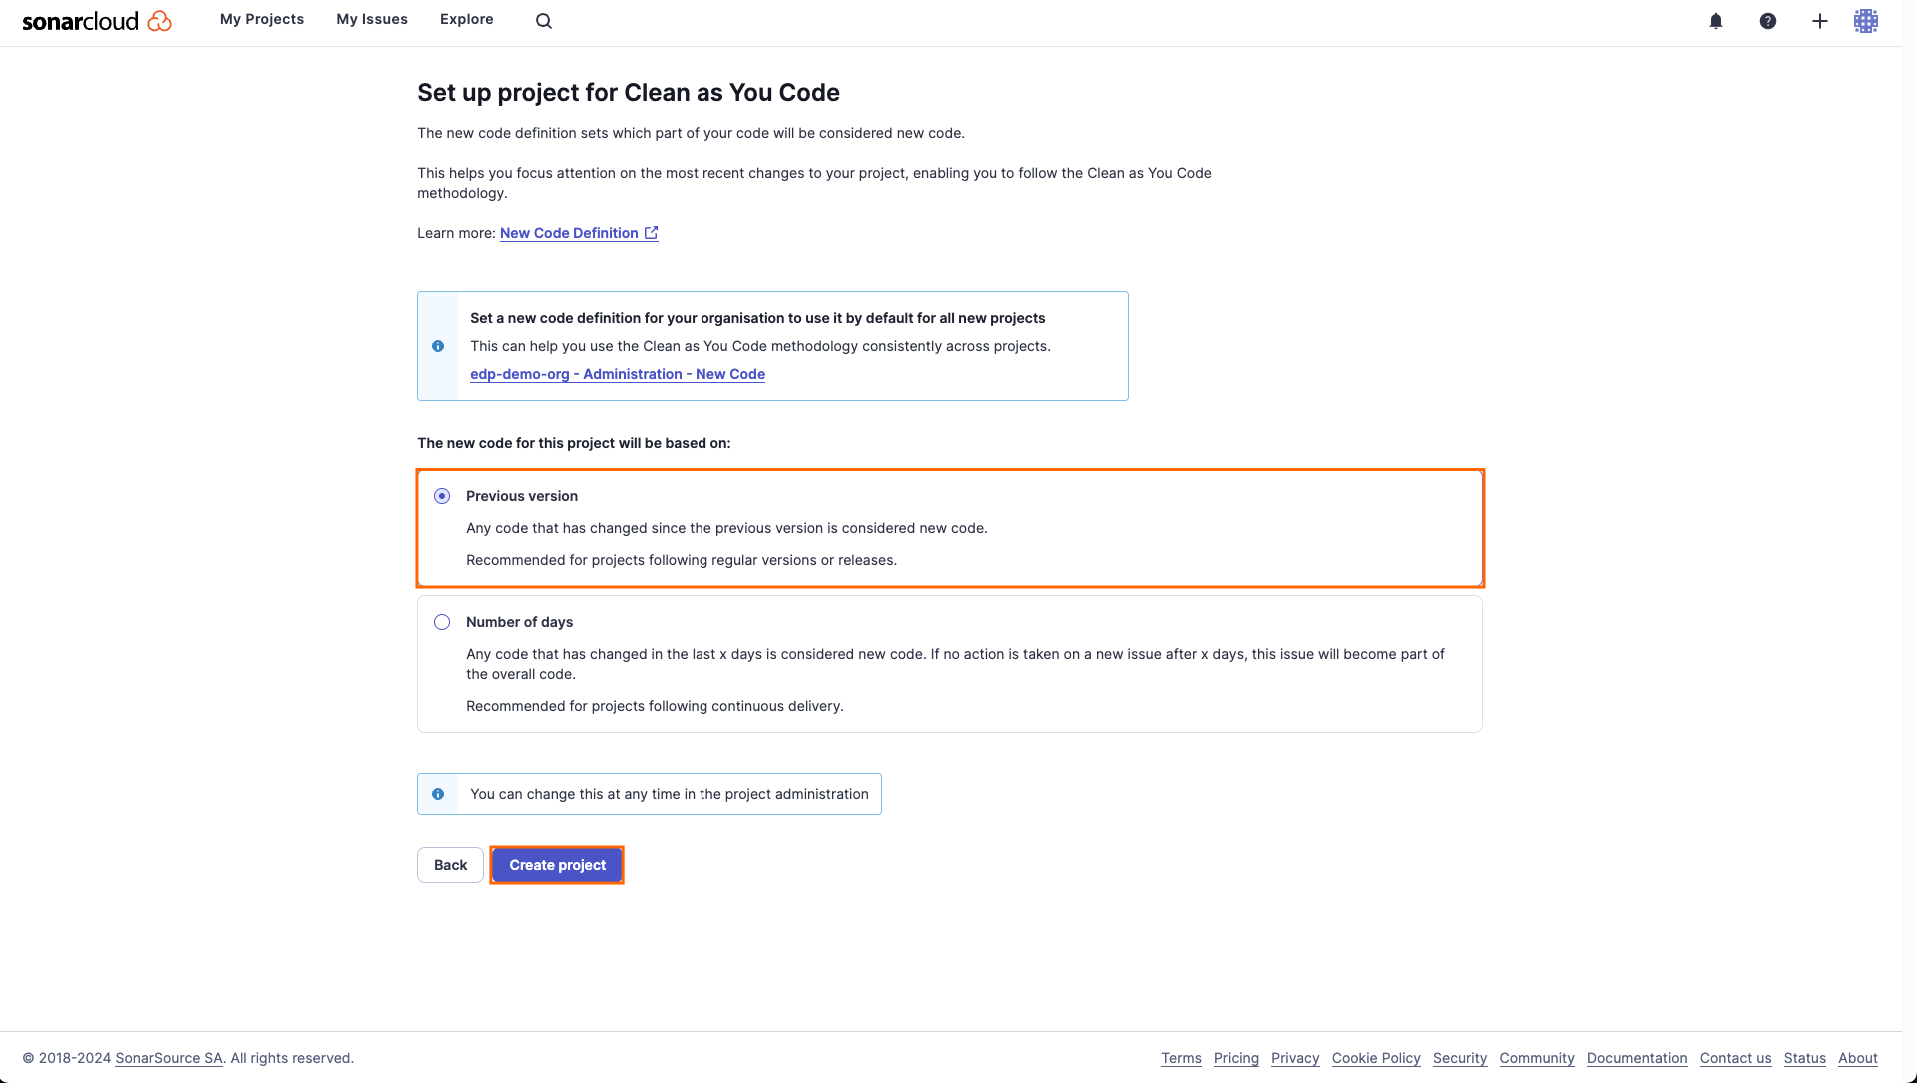 sonarcloud My Projects My Issues Explore
Set up project for Clean as You Code
The new code definition sets which part of your code will be considered new code.
This helps you focus attention on the most recent changes to your project, enabling you to follow the Clean as You Code
methodology.
Learn more: New Code Definition
Set a new code definition for your organisation to use it by default for all new projects
This can help you use the Clean as You Code methodology consistently across projects.
edp-demo-org - Administration - New Code
The new code for this project will be based on:
Previous version
Any code that has changed since the previous version is considered new code.
Recommended for projects following regular versions or releases.
Number of days
Any code that has changed in the last x days is considered new code. If no action is taken on a new issue after x days, this issue will become part of
the overall code.
Recommended for projects following continuous delivery.
You can change this at any time in the project administration
Back Create project
© 2018-2024 SonarSource SA. All rights reserved. Terms Pricing Privacy Cookie Policy Security Community Documentation Contact us Status About